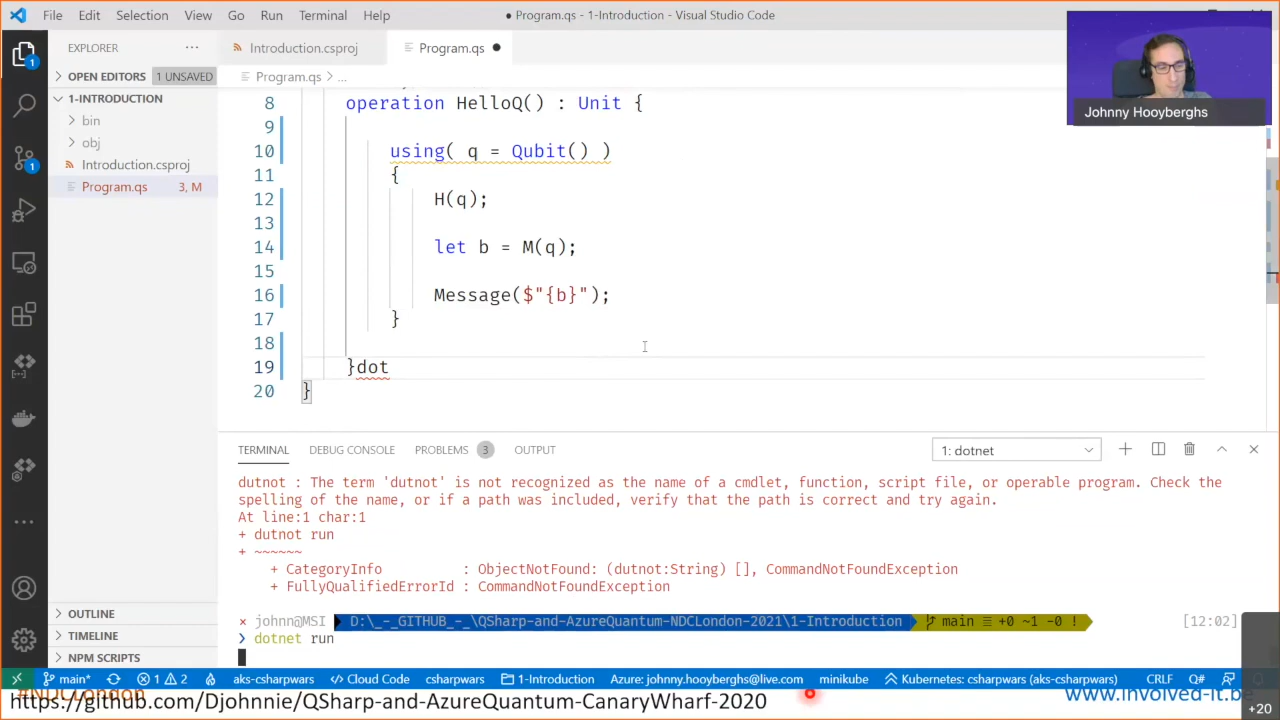 File Edit Selection View Go Run Terminal Help
● Program.qs - 1-Introduction - Visual Studio Code
EXPLORER ...
Introduction.csproj
Program.qs ●
OPEN EDITORS 1 UNSAVED
1-INTRODUCTION
bin
obj
Introduction.csproj
Program.qs 3, M
OUTLINE
TIMELINE
NPM SCRIPTS
1
1
Program.qs > ...
8 operation HelloQ() : Unit {
9
10 using( q = Qubit() )
11 {
12 H(q);
13
14 let b = M(q);
15
16 Message($"{b}");
17 }
18
19 }dot
20 }
Johnny Hooyberghs
TERMINAL DEBUG CONSOLE PROBLEMS 3 OUTPUT
1: dotnet
dutnot : The term 'dutnot' is not recognized as the name of a cmdlet, function, script file, or operable program. Check the
spelling of the name, or if a path was included, verify that the path is correct and try again.
At line:1 char:1
+ dutnot run
+ ~~~~~~
+ CategoryInfo : ObjectNotFound: (dutnot:String) [], CommandNotFoundException
+ FullyQualifiedErrorId : CommandNotFoundException
× johnn@MSI D:\_-_GITHUB_-_\QSharp-and-AzureQuantum-NDCLondon-2021\1-Introduction main ≡ +0 ~1 -0 ! [12:02]
❯ dotnet run
main* 1 2 aks-csharpwars Cloud Code csharpwars 1-Introduction Azure: johnny.hooyberghs@live.com minikube Kubernetes: csharpwars (aks-csharpwars) CRLF Q#
#NDCLondon
https://github.com/Djohnnie/QSharp-and-AzureQuantum-CanaryWharf-2020
www.involved-it.be
+20